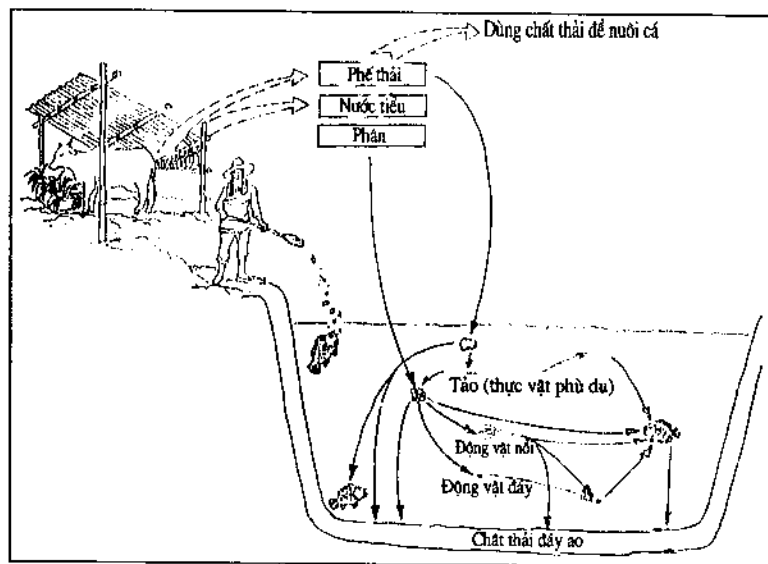 Dùng chất thải để nuôi cá
Phế thải
Nước tiểu
Phân
Tảo (thực vật phù du)
Động vật nổi
Động vật đáy
Chất thải đáy ao